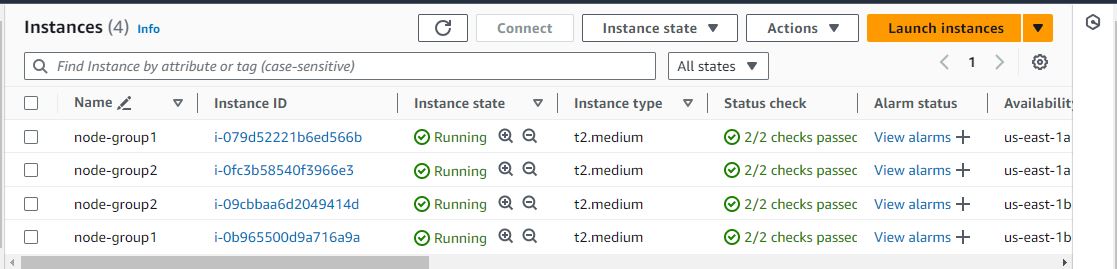 Instances (4) Info Connect Instance state Actions Launch instances
Find Instance by attribute or tag (case-sensitive) All states 1
Name Instance ID Instance state Instance type Status check Alarm status Availability
node-group1 i-079d52221b6ed566b Running t2.medium 2/2 checks passed View alarms us-east-1a
node-group2 i-0fc3b58540f3966e3 Running t2.medium 2/2 checks passed View alarms us-east-1a
node-group2 i-09cbbaa6d2049414d Running t2.medium 2/2 checks passed View alarms us-east-1b
node-group1 i-0b965500d9a716a9a Running t2.medium 2/2 checks passed View alarms us-east-1b